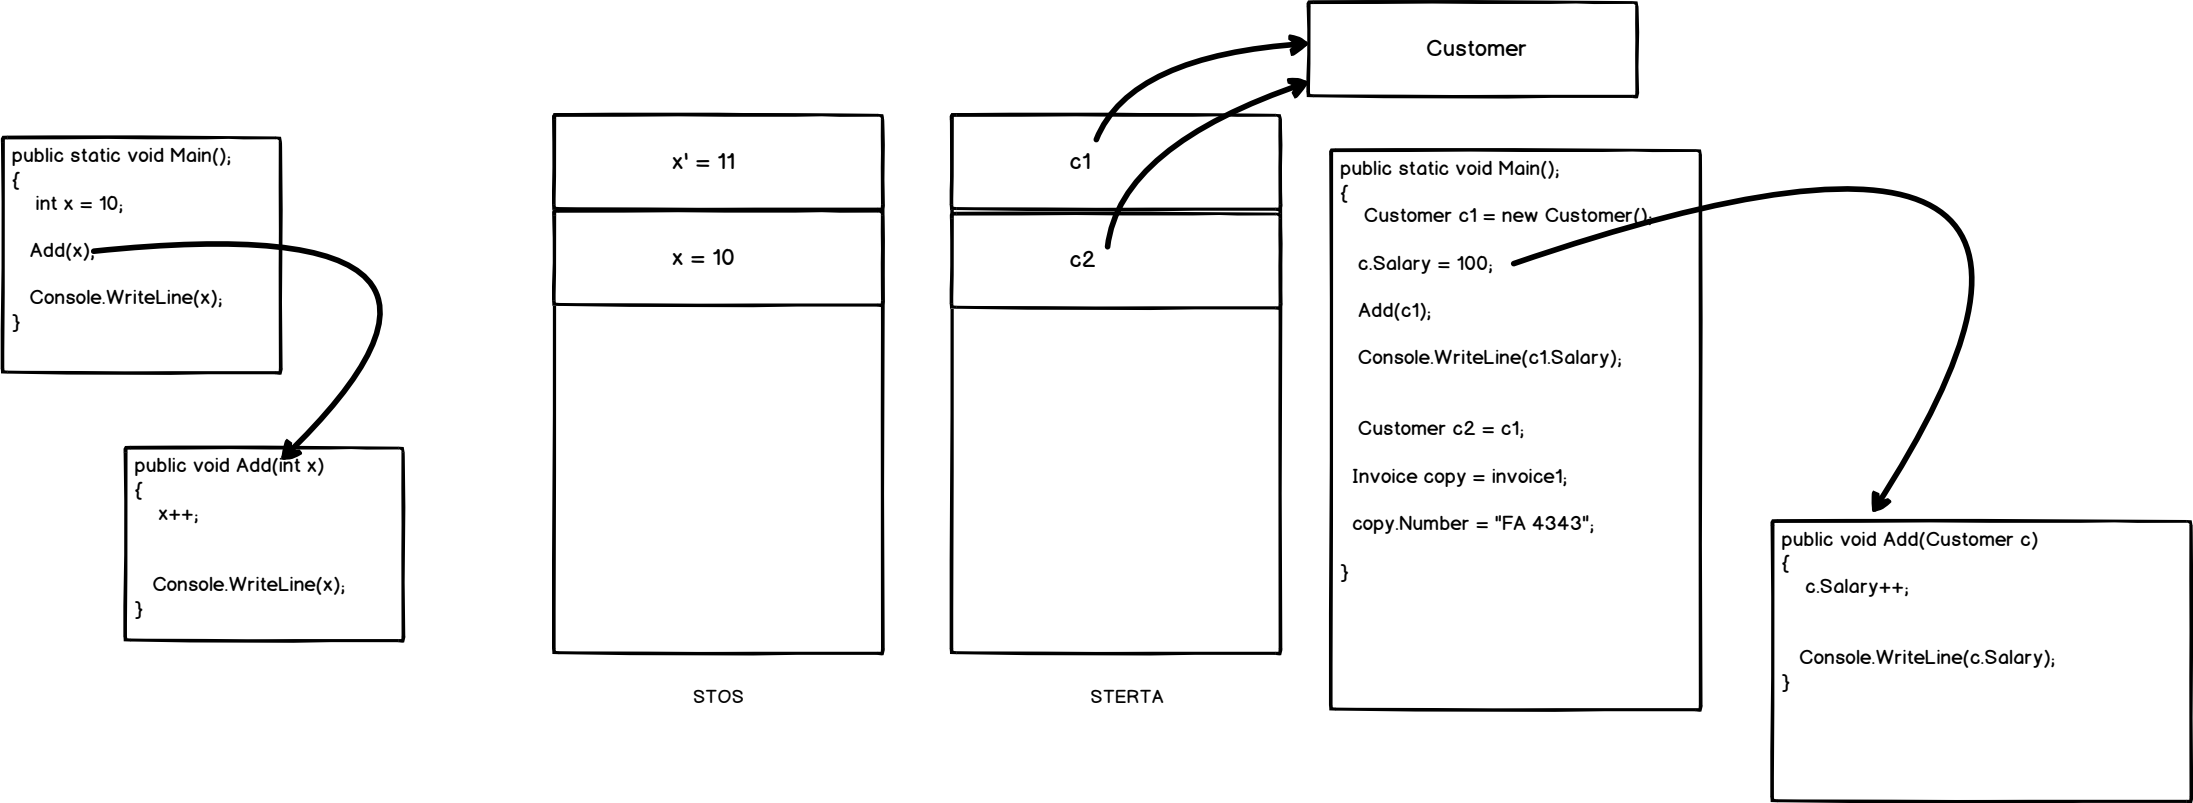 Customer
public static void Main();
{
int x = 10;
Add(x);
Console.WriteLine(x);
}
public void Add(int x)
{
x++;
Console.WriteLine(x);
}
x' = 11
x = 10
STOS
c1
c2
STERTA
public static void Main();
{
Customer c1 = new Customer();
c.Salary = 100;
Add(c1);
Console.WriteLine(c1.Salary);
Customer c2 = c1;
Invoice copy = invoice1;
copy.Number = "FA 4343";
}
public void Add(Customer c)
{
c.Salary++;
Console.WriteLine(c.Salary);
}